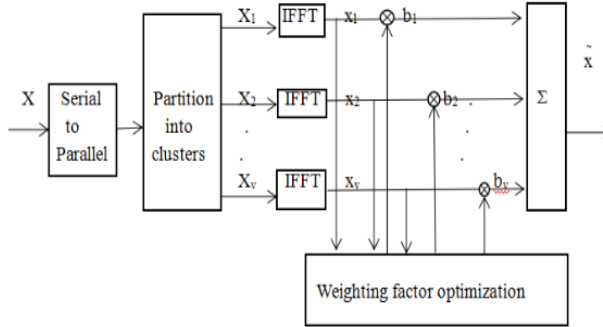 X₁ IFFT x₁ b₁
X Serial to Parallel
Partition into clusters
X₂ IFFT x₂ b₂ .
. . .
. . .
Xᵥ IFFT xᵥ bᵥ
Σ
x̃
Weighting factor optimization